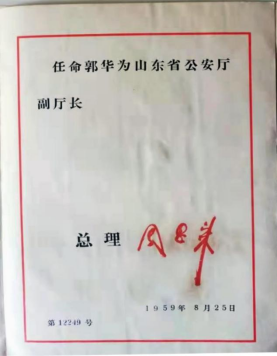 任命郭华为山东省公安厅
副厅长
总理 周恩来
1959年 8月25日
第12249号